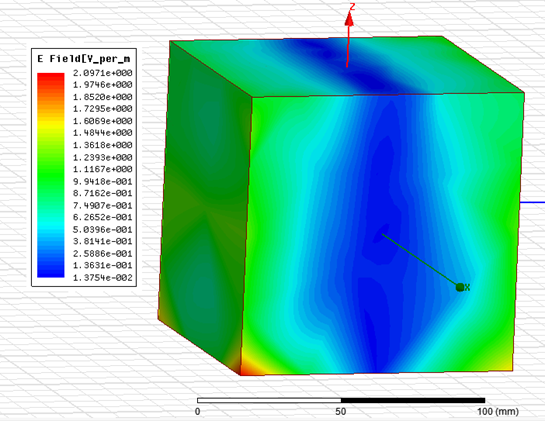 E Field[V_per_m
2.0971e+000
1.9746e+000
1.8520e+000
1.7295e+000
1.6069e+000
1.4844e+000
1.3618e+000
1.2393e+000
1.1167e+000
9.9418e-001
8.7162e-001
7.4907e-001
6.2652e-001
5.0396e-001
3.8141e-001
2.5886e-001
1.3631e-001
1.3754e-002
Z
X
0 50 100 (mm)